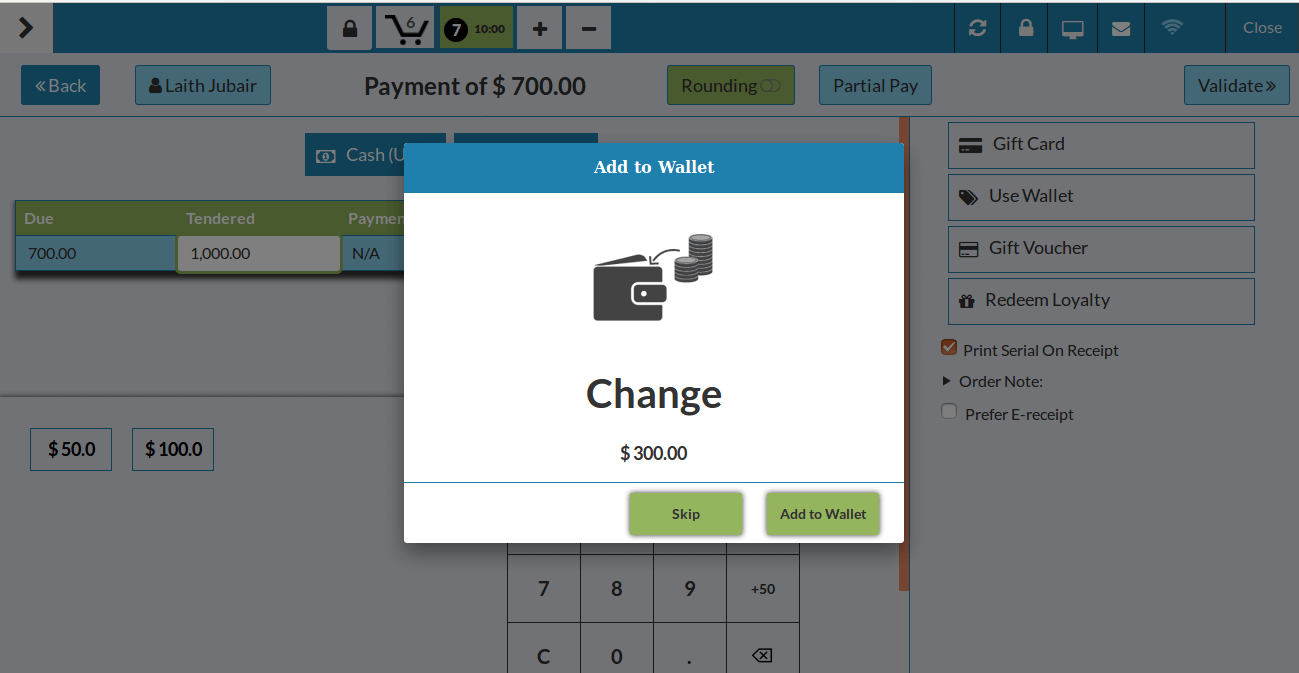 6
7 10:00
Close
« Back
Laith Jubair
Payment of $ 700.00
Rounding
Partial Pay
Validate »
Cash (U
Gift Card
Use Wallet
Gift Voucher
Redeem Loyalty
Print Serial On Receipt
Order Note:
Prefer E-receipt
Due Tendered Paymen
700.00 1,000.00 N/A
Add to Wallet
Change
$ 300.00
Skip Add to Wallet
$ 50.0 $ 100.0
7 8 9 +50
C 0 .